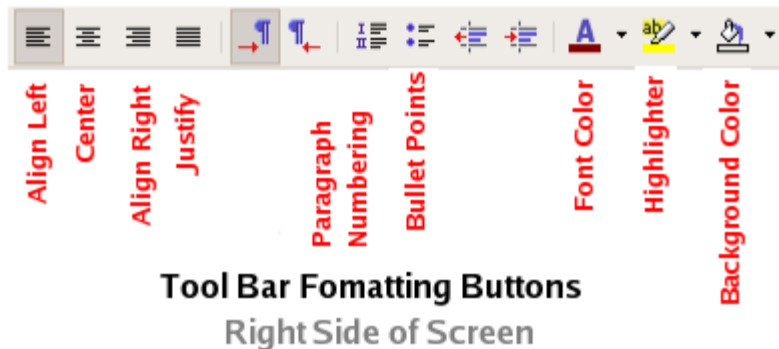 Align Left
Center
Align Right
Justify
Paragraph
Numbering
Bullet Points
Font Color
Highlighter
Background Color
Tool Bar Fomatting Buttons
Right Side of Screen